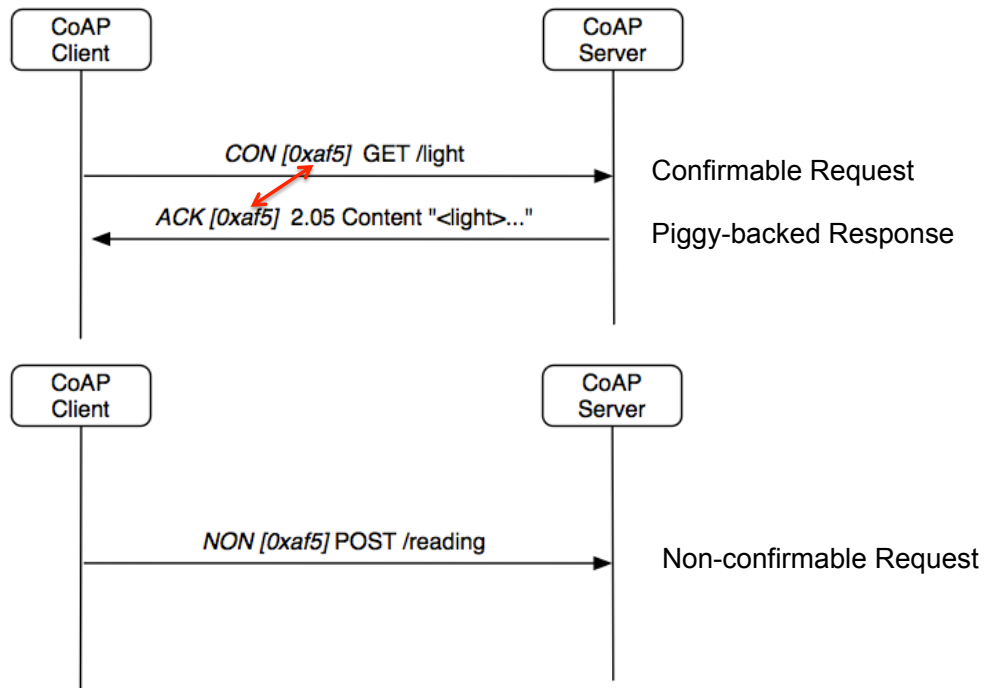 CoAP
Client
CoAP
Server
CON [0xaf5] GET /light
Confirmable Request
ACK [0xaf5] 2.05 Content "<light>..."
Piggy-backed Response
CoAP
Client
CoAP
Server
NON [0xaf5] POST /reading
Non-confirmable Request